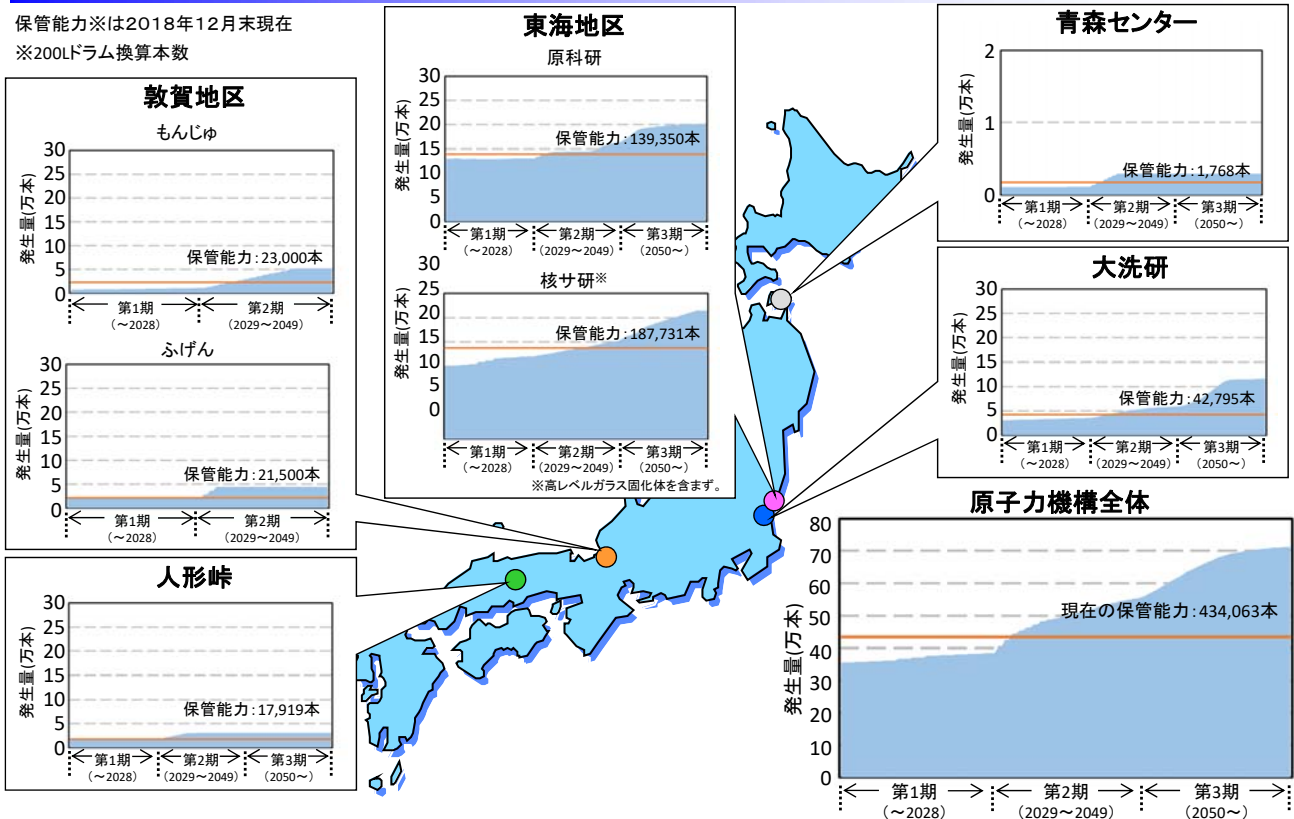 保管能力※は2018年12月末現在
※200Lドラム換算本数
敦賀地区
もんじゅ
発生量(万本)
30
25
20
15
10
5
0
保管能力:23,000本
第1期
(～2028)
第2期
(2029～2049)
ふげん
発生量(万本)
30
25
20
15
10
5
0
保管能力:21,500本
第1期
(～2028)
第2期
(2029～2049)
人形峠
発生量(万本)
30
25
20
15
10
5
0
保管能力:17,919本
第1期
(～2028)
第2期
(2029～2049)
第3期
(2050～)
東海地区
原科研
発生量(万本)
30
25
20
15
10
5
0
保管能力:139,350本
第1期
(～2028)
第2期
(2029～2049)
第3期
(2050～)
核サ研※
発生量(万本)
30
25
20
15
10
5
0
保管能力:187,731本
第1期
(～2028)
第2期
(2029～2049)
第3期
(2050～)
※高レベルガラス固化体を含まず。
青森センター
発生量(万本)
2
1
0
保管能力:1,768本
第1期
(～2028)
第2期
(2029～2049)
第3期
(2050～)
大洗研
発生量(万本)
30
25
20
15
10
5
0
保管能力:42,795本
第1期
(～2028)
第2期
(2029～2049)
第3期
(2050～)
原子力機構全体
発生量(万本)
80
70
60
50
40
30
20
10
0
現在の保管能力:434,063本
第1期
(～2028)
第2期
(2029～2049)
第3期
(2050～)